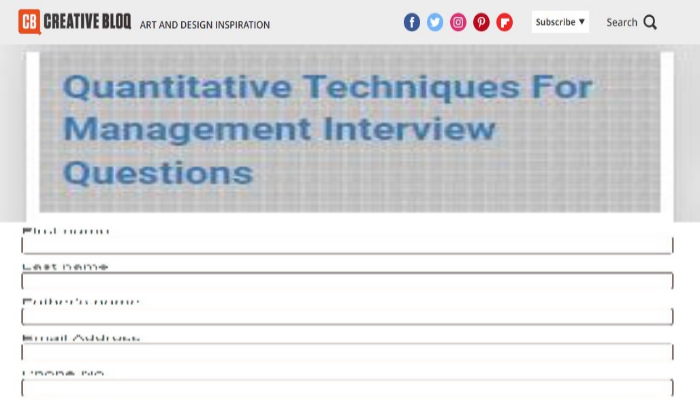 CB CREATIVE BLOQ ART AND DESIGN INSPIRATION Subscribe ▼ Search
Quantitative Techniques For
Management Interview
Questions
First name
Last name
Father's name
Email Address
Phone No